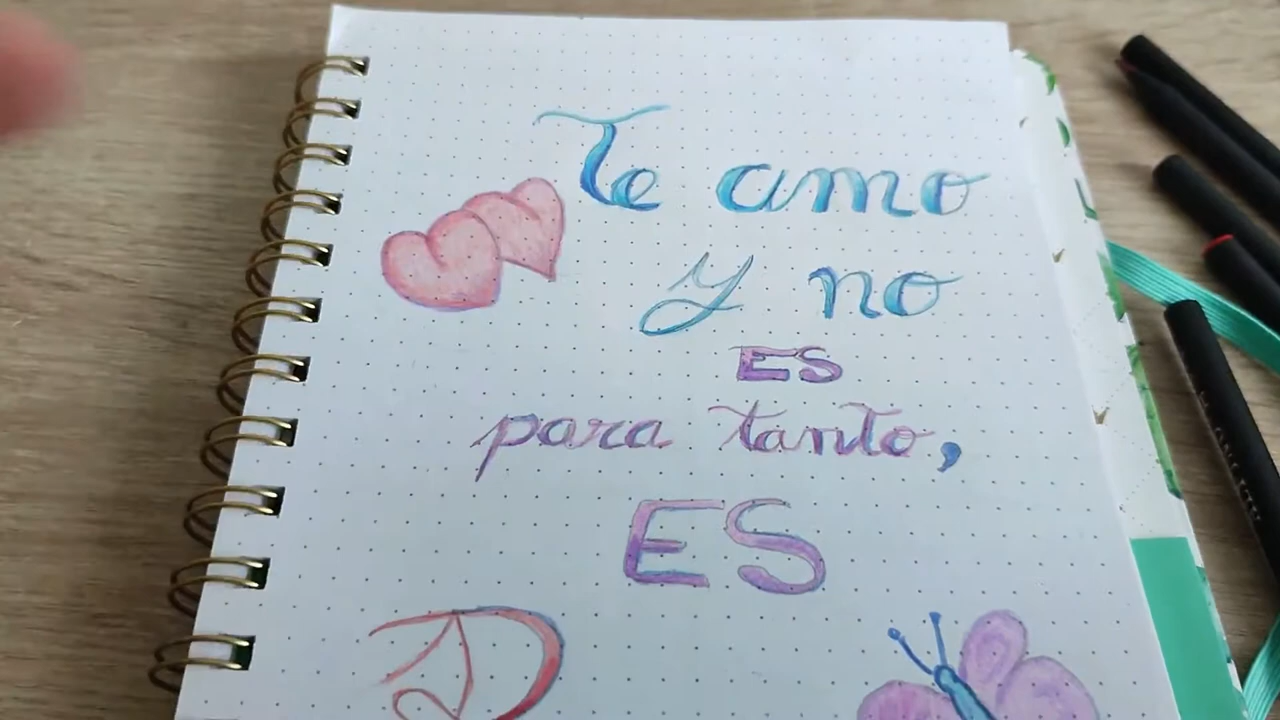 Te amo
y no
ES
para tanto,
ES